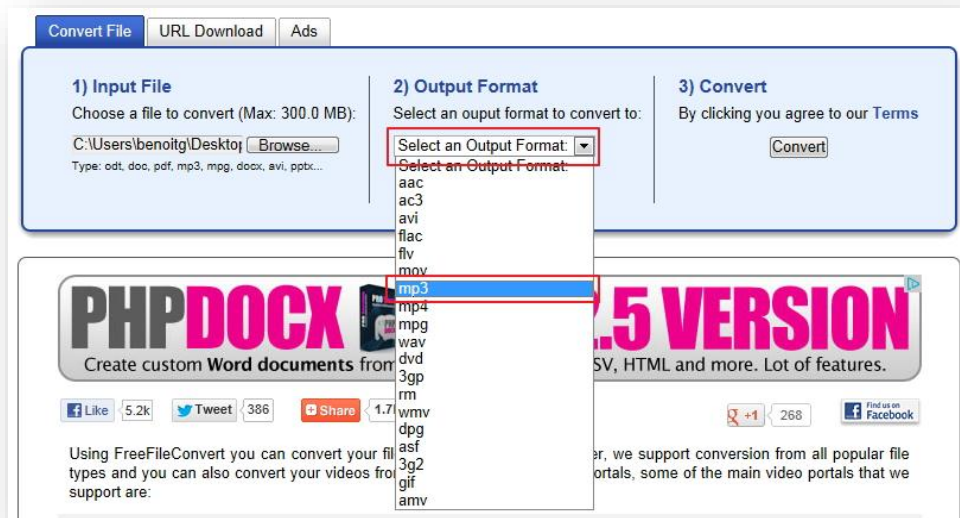 Convert File
URL Download
Ads
1) Input File
Choose a file to convert (Max: 300.0 MB):
C:\Users\benoitg\Desktop
Browse...
Type: odt, doc, pdf, mp3, mpg, docx, avi, pptx...
2) Output Format
Select an ouput format to convert to:
Select an Output Format:
Select an Output Format:
aac
ac3
avi
flac
flv
mov
mp3
mp4
mpg
wav
dvd
3gp
rm
wmv
dpg
asf
3g2
gif
amv
3) Convert
By clicking you agree to our Terms
Convert
PHPDOCX 2.5 VERSION
Create custom Word documents from SV, HTML and more. Lot of features.
Like 5.2k
Tweet 386
Share 1.7
+1 268
Find us on
Facebook
Using FreeFileConvert you can convert your fil er, we support conversion from all popular file
types and you can also convert your videos fro ortals, some of the main video portals that we
support are: